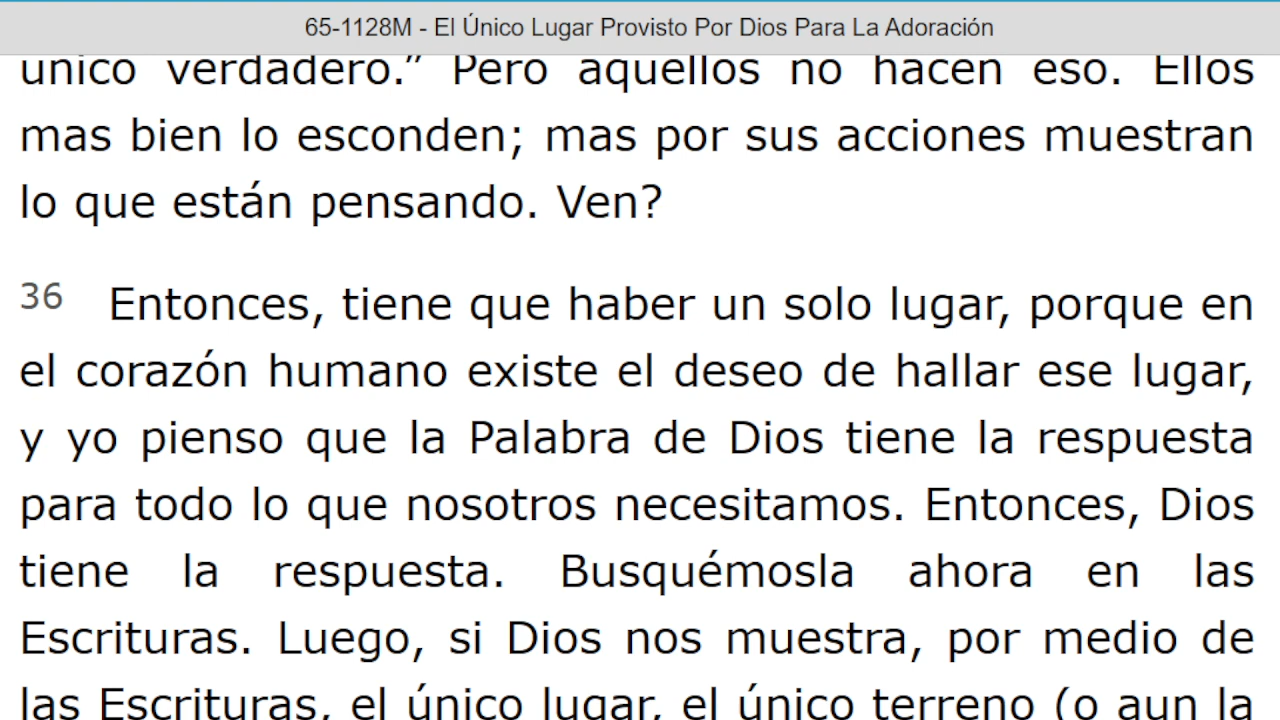 65-1128M - El Único Lugar Provisto Por Dios Para La Adoración
único verdadero.” Pero aquellos no hacen eso. Ellos
mas bien lo esconden; mas por sus acciones muestran
lo que están pensando. Ven?
36 Entonces, tiene que haber un solo lugar, porque en
el corazón humano existe el deseo de hallar ese lugar,
y yo pienso que la Palabra de Dios tiene la respuesta
para todo lo que nosotros necesitamos. Entonces, Dios
tiene la respuesta. Busquémosla ahora en las
Escrituras. Luego, si Dios nos muestra, por medio de
las Escrituras, el único lugar, el único terreno (o aun la